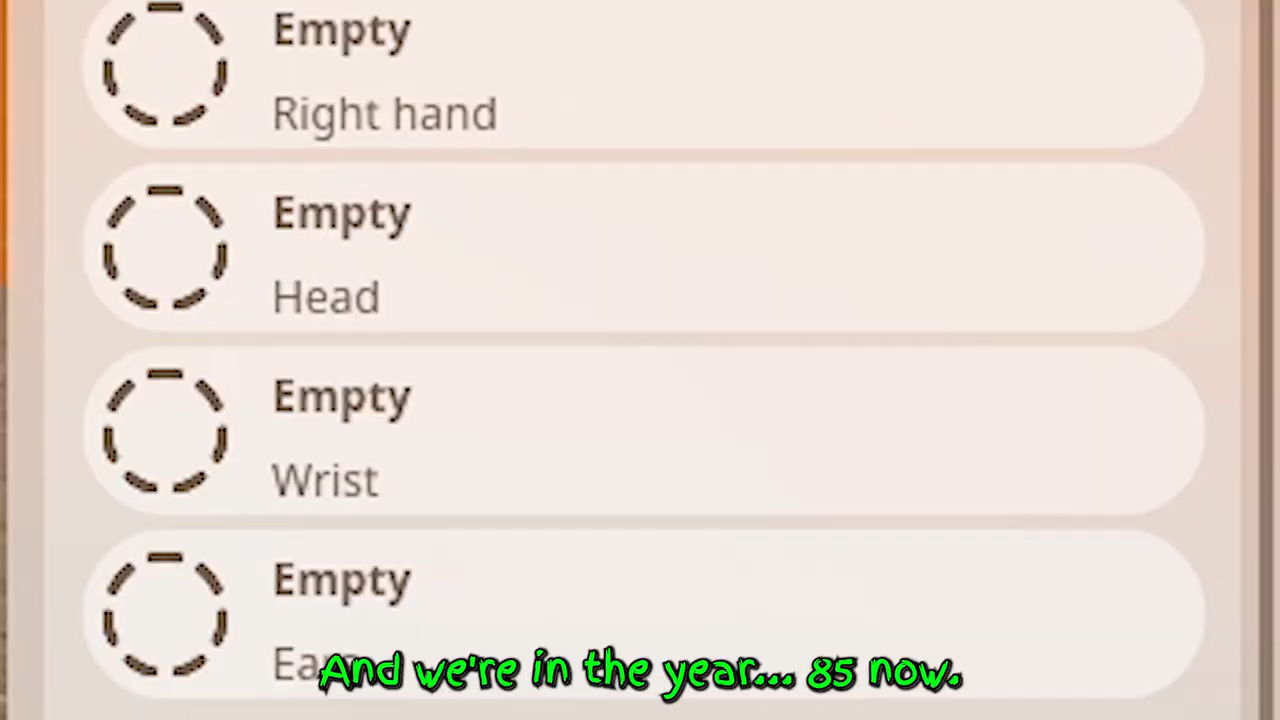 Empty
Right hand
Empty
Head
Empty
Wrist
Empty
And we're in the year... 85 now.